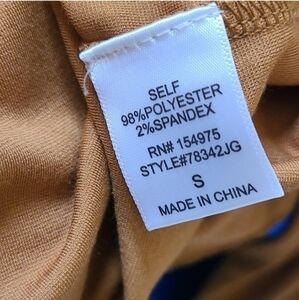 SELF
98%POLYESTER
2%SPANDEX
RN# 154975
STYLE#78342JG
S
MADE IN CHINA